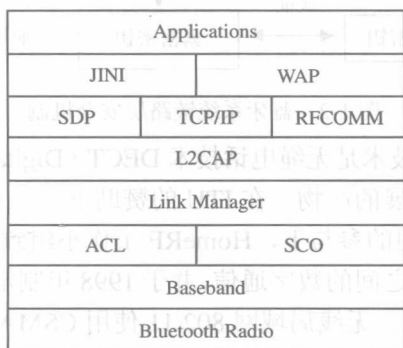 Applications
JINI WAP
SDP TCP/IP RFCOMM
L2CAP
Link Manager
ACL SCO
Baseband
Bluetooth Radio